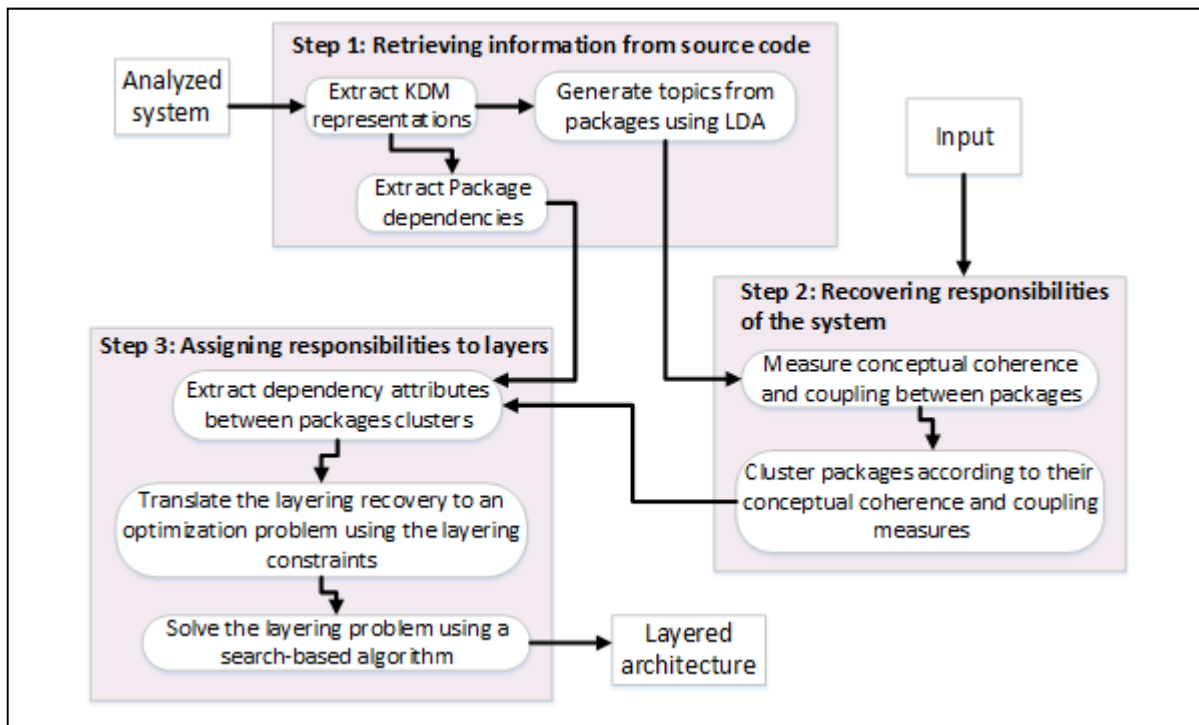 Step 1: Retrieving information from source code
Analyzed
system
Extract KDM
representations
Generate topics from
packages using LDA
Extract Package
dependencies
Input
Step 2: Recovering responsibilities
of the system
Measure conceptual coherence
and coupling between packages
Cluster packages according to their
conceptual coherence and coupling
measures
Step 3: Assigning responsibilities to layers
Extract dependency attributes
between packages clusters
Translate the layering recovery to an
optimization problem using the layering
constraints
Solve the layering problem using a
search-based algorithm
Layered
architecture